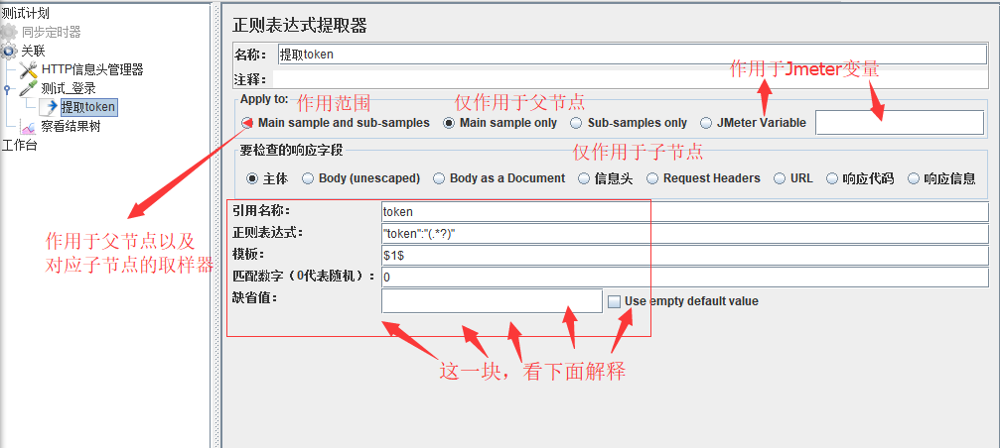 测试计划
同步定时器
关联
HTTP信息头管理器
测试_登录
提取token
察看结果树
工作台
正则表达式提取器
名称： 提取token
注释：
作用于Jmeter变量
Apply to: 作用范围 仅作用于父节点
Main sample and sub-samples Main sample only Sub-samples only JMeter Variable
仅作用于子节点
要检查的响应字段
主体 Body (unescaped) Body as a Document 信息头 Request Headers URL 响应代码 响应信息
作用于父节点以及
对应子节点的取样器
引用名称： token
正则表达式： "token":"(.*?)"
模板： $1$
匹配数字（0代表随机）： 0
缺省值： Use empty default value
这一块，看下面解释